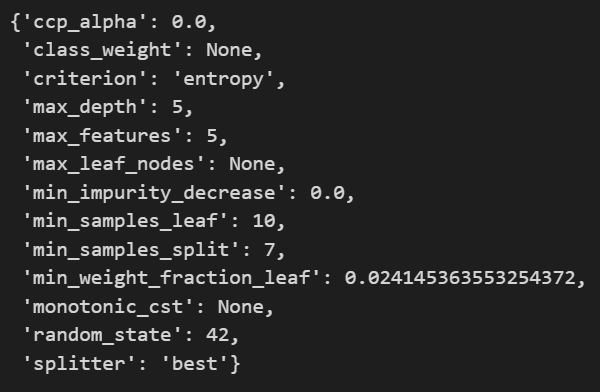 {'ccp_alpha': 0.0,
 'class_weight': None,
 'criterion': 'entropy',
 'max_depth': 5,
 'max_features': 5,
 'max_leaf_nodes': None,
 'min_impurity_decrease': 0.0,
 'min_samples_leaf': 10,
 'min_samples_split': 7,
 'min_weight_fraction_leaf': 0.024145363553254372,
 'monotonic_cst': None,
 'random_state': 42,
 'splitter': 'best'}